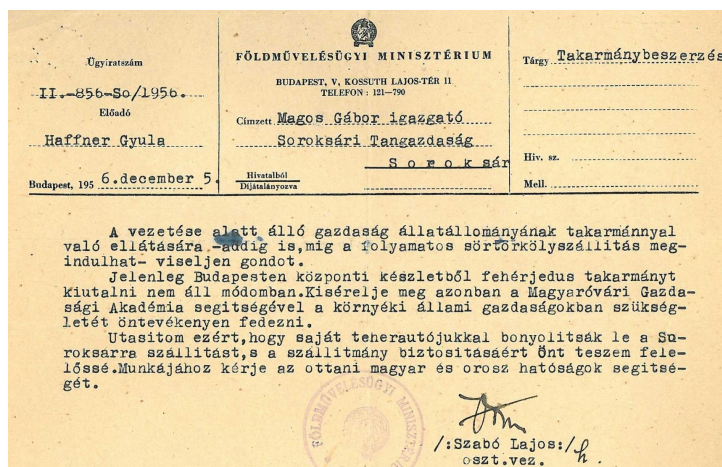 Ügyiratszám
II.-856-So/1956.
Előadó
Haffner Gyula
Budapest, 195 6.december 5.
FÖLDMŰVELÉSÜGYI MINISZTÉRIUM
BUDAPEST, V, KOSSUTH LAJOS-TÉR 11
TELEFON: 121—790
Címzett Magos Gábor igazgató
Soroksári Tangazdaság
S o r o k sár
Hivatalból
Díjátalányozva
Tárgy Takarmánybeszerzés
Hiv. sz.
Mell.
A vezetése alatt álló gazdaság állatállományának takarmánnyal
való ellátására -addig is,mig a folyamatos sörtörkölyszállitás meg-
indulhat- viseljen gondot.
Jelenleg Budapesten központi készletből fehérjedus takarmányt
kiutalni nem áll módomban.Kisérelje meg azonban a Magyaróvári Gazda-
sági Akadémia segitségével a környéki állami gazdaságokban szükség-
letét öntevékenyen fedezni.
Utasitom ezért,hogy saját teherautójukkal bonyolitsák le a So-
roksarra szállitást,s a szállitmány biztositásáért Önt teszem fele-
lőssé.Munkájához kérje az ottani magyar és orosz hatóságok segitsé-
gét.
FÖLDMŰVELÉSÜGYI MINISZTÉRIUM
/:Szabó Lajos:/
oszt.vez.